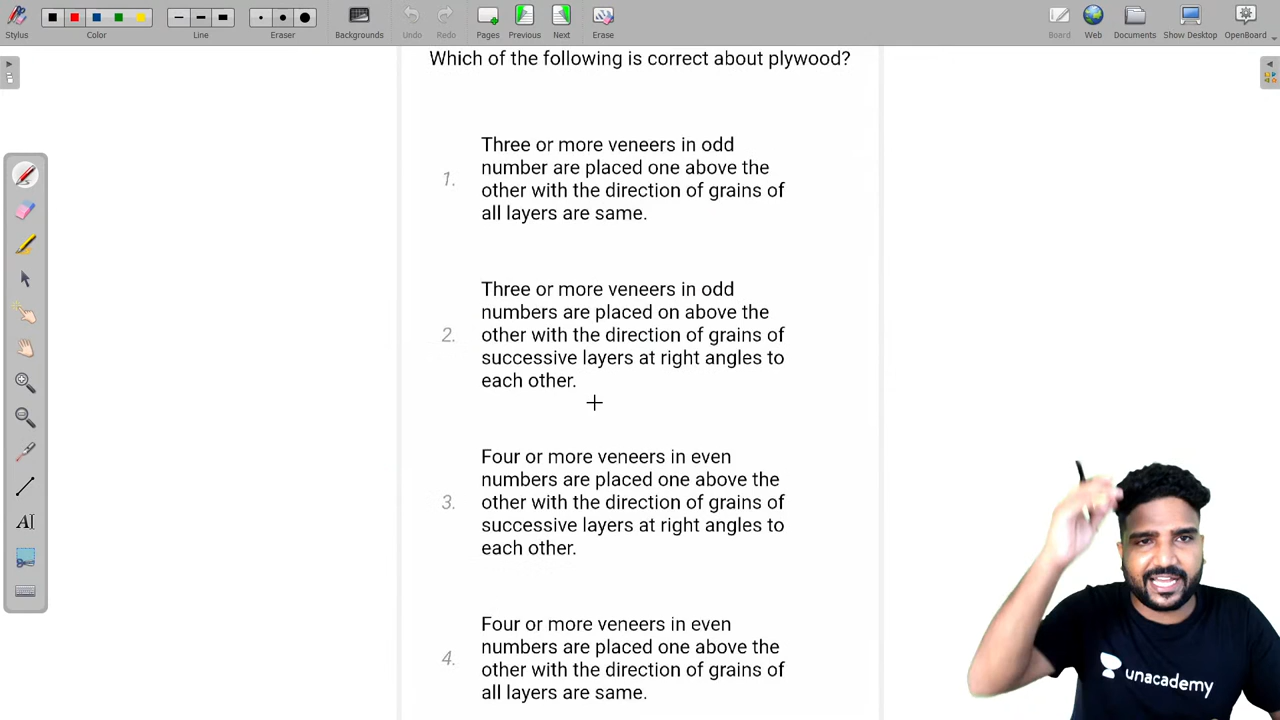 Stylus
Color
Line
Eraser
Backgrounds
Undo
Redo
Pages
Previous
Next
Erase
Board
Web
Documents
Show Desktop
OpenBoard
Which of the following is correct about plywood?
1.
Three or more veneers in odd
number are placed one above the
other with the direction of grains of
all layers are same.
2.
Three or more veneers in odd
numbers are placed on above the
other with the direction of grains of
successive layers at right angles to
each other.
3.
Four or more veneers in even
numbers are placed one above the
other with the direction of grains of
successive layers at right angles to
each other.
4.
Four or more veneers in even
numbers are placed one above the
other with the direction of grains of
all layers are same.
AI
unacademy